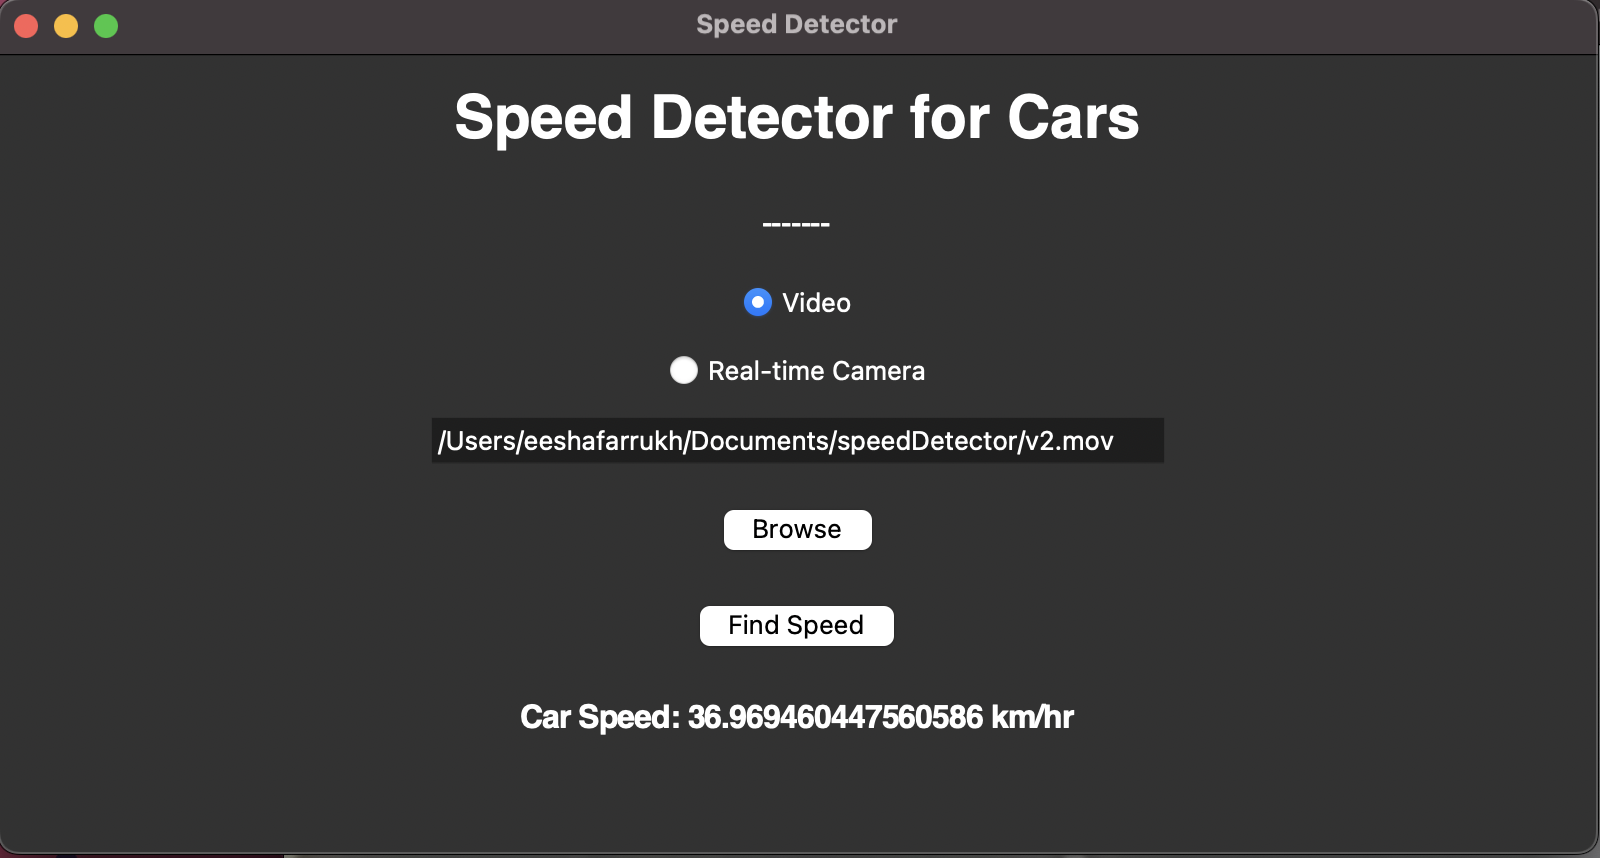 Speed Detector
Speed Detector for Cars
-------
Video
Real-time Camera
/Users/eeshafarrukh/Documents/speedDetector/v2.mov
Browse
Find Speed
Car Speed: 36.969460447560586 km/hr